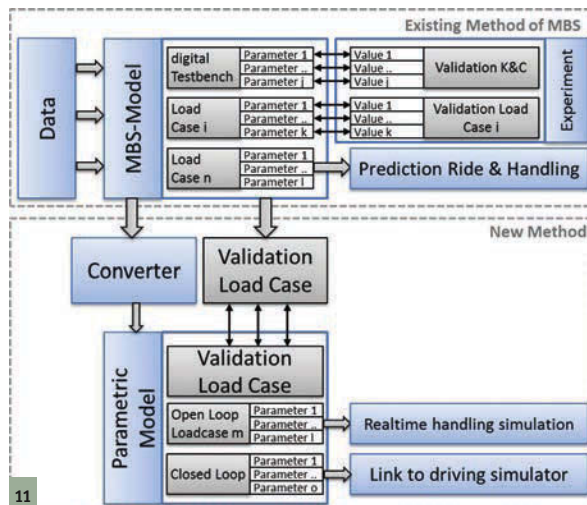 Existing Method of MBS
Data
MBS-Model
digital
Testbench
Parameter 1
Parameter ..
Parameter j
Value 1
Value ..
Value j
Validation K&C
Experiment
Load
Case i
Parameter 1
Parameter ..
Parameter k
Value 1
Value ..
Value k
Validation Load
Case i
Load
Case n
Parameter 1
Parameter ..
Parameter l
Prediction Ride & Handling
New Method
Converter
Validation
Load Case
Parametric
Model
Validation
Load Case
Open Loop
Loadcase m
Parameter 1
Parameter ..
Parameter l
Realtime handling simulation
Closed Loop
Parameter 1
Parameter ..
Parameter o
Link to driving simulator
11